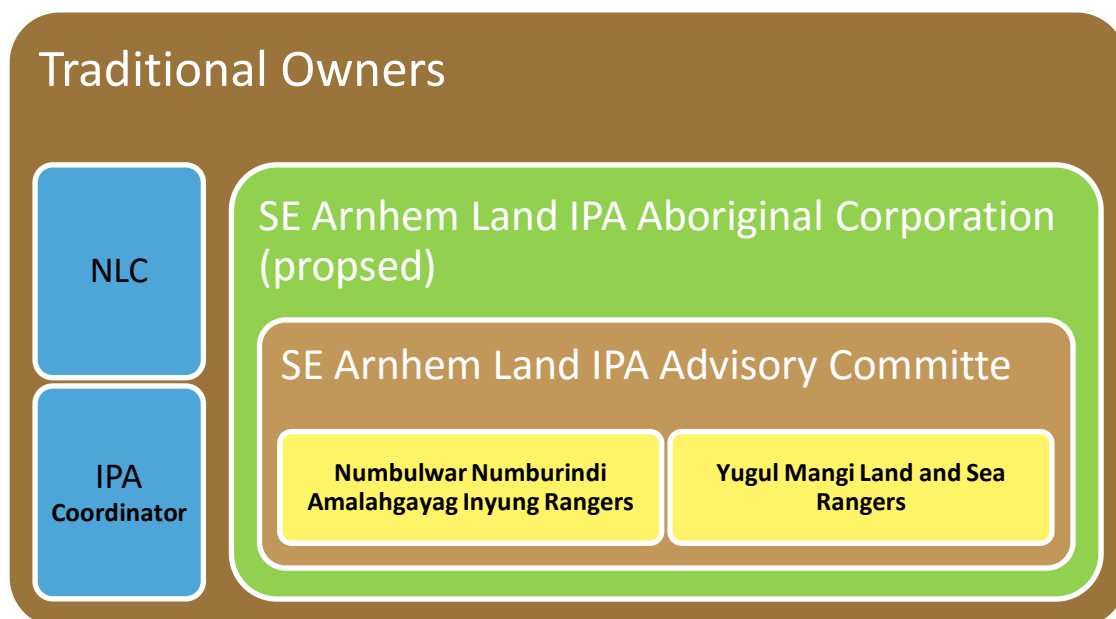 Traditional Owners
NLC
IPA
Coordinator
SE Arnhem Land IPA Aboriginal Corporation
(propsed)
SE Arnhem Land IPA Advisory Committe
Numbulwar Numburindi
Amalahgayag Inyung Rangers
Yugul Mangi Land and Sea
Rangers